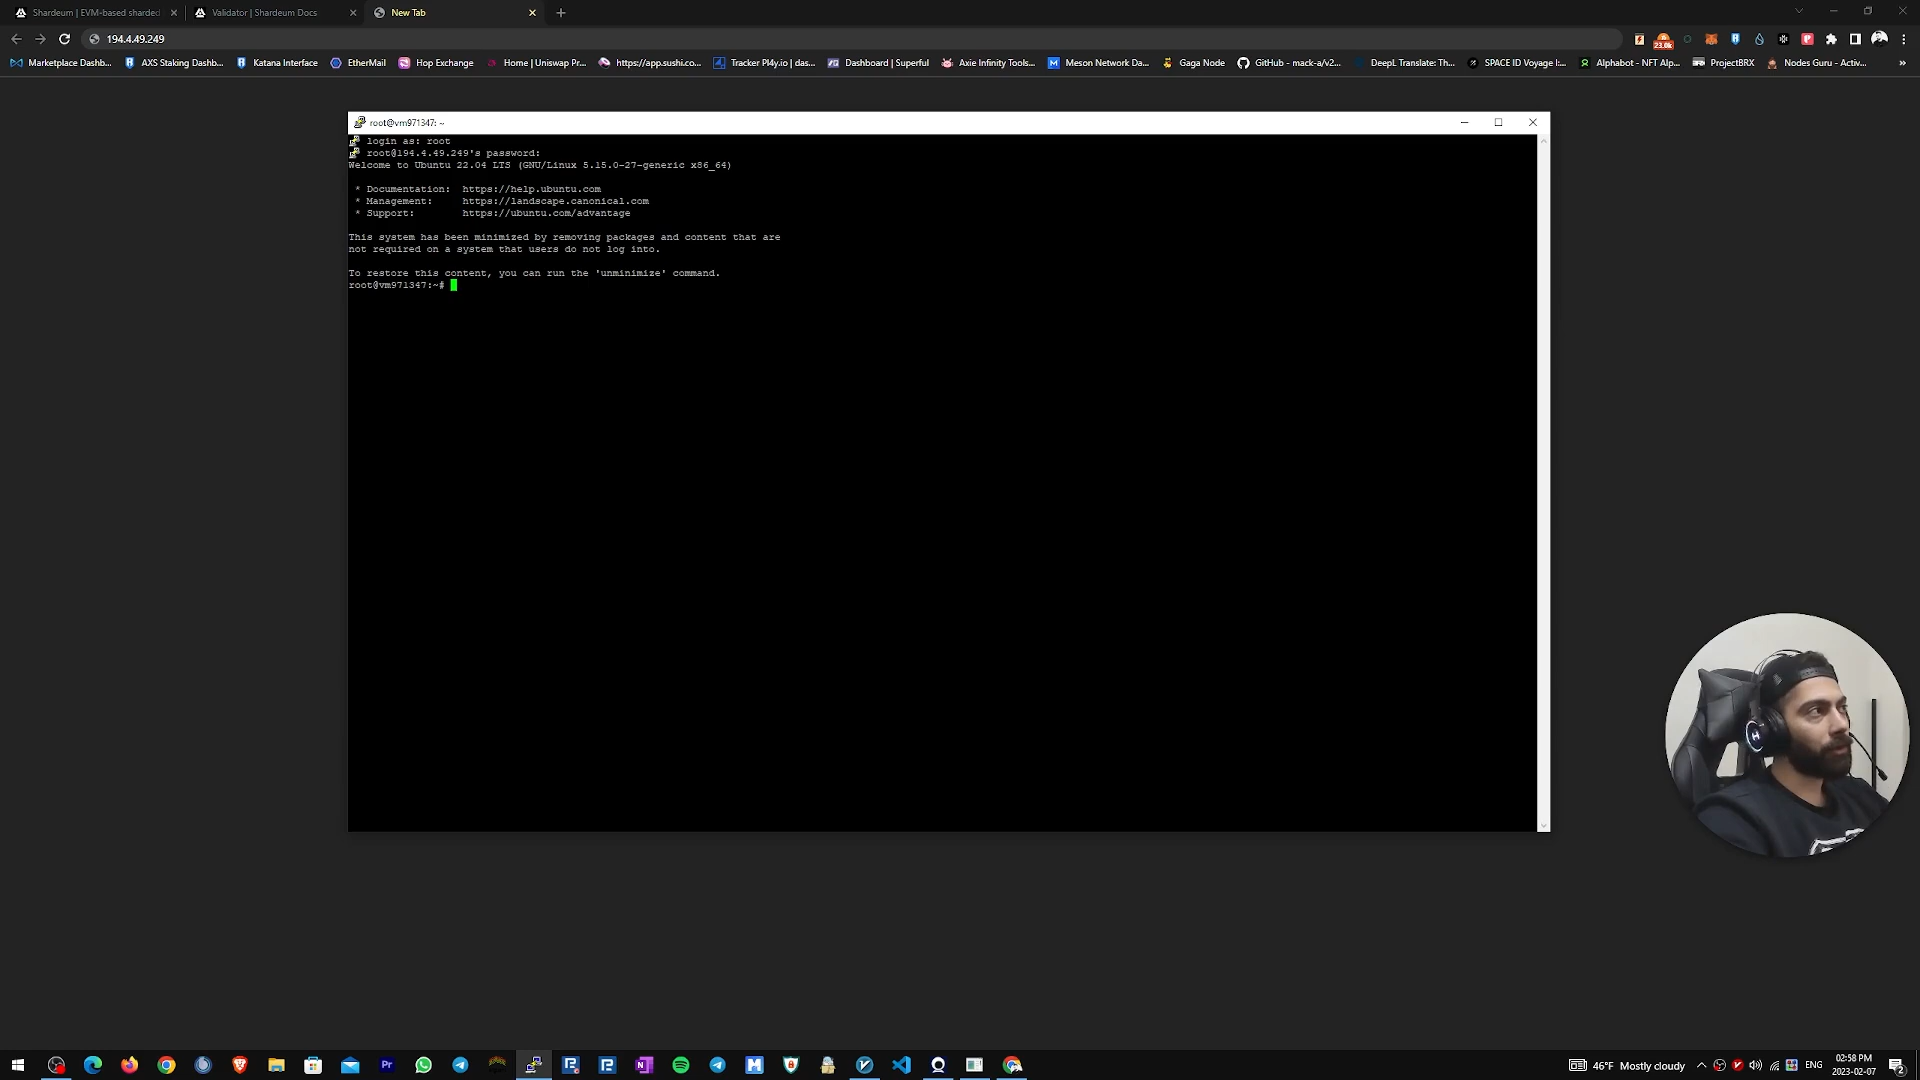 Shardeum | EVM-based sharded
Validator | Shardeum Docs
New Tab
194.4.49.249
23.0k
Marketplace Dashb...
AXS Staking Dashb...
Katana Interface
EtherMail
Hop Exchange
Home | Uniswap Pr...
https://app.sushi.co...
Tracker Pl4y.io | das...
Dashboard | Superful
Axie Infinity Tools...
Meson Network Da...
Gaga Node
GitHub - mack-a/v2...
DeepL Translate: Th...
SPACE ID Voyage |:...
Alphabot - NFT Alp...
ProjectBRX
Nodes Guru - Activ...
root@vm971347: ~
login as: root
root@194.4.49.249's password:
Welcome to Ubuntu 22.04 LTS (GNU/Linux 5.15.0-27-generic x86_64)
* Documentation: https://help.ubuntu.com
* Management: https://landscape.canonical.com
* Support: https://ubuntu.com/advantage
This system has been minimized by removing packages and content that are
not required on a system that users do not log into.
To restore this content, you can run the 'unminimize' command.
root@vm971347:~#
46°F Mostly cloudy
ENG
02:58 PM
2023-02-07
2